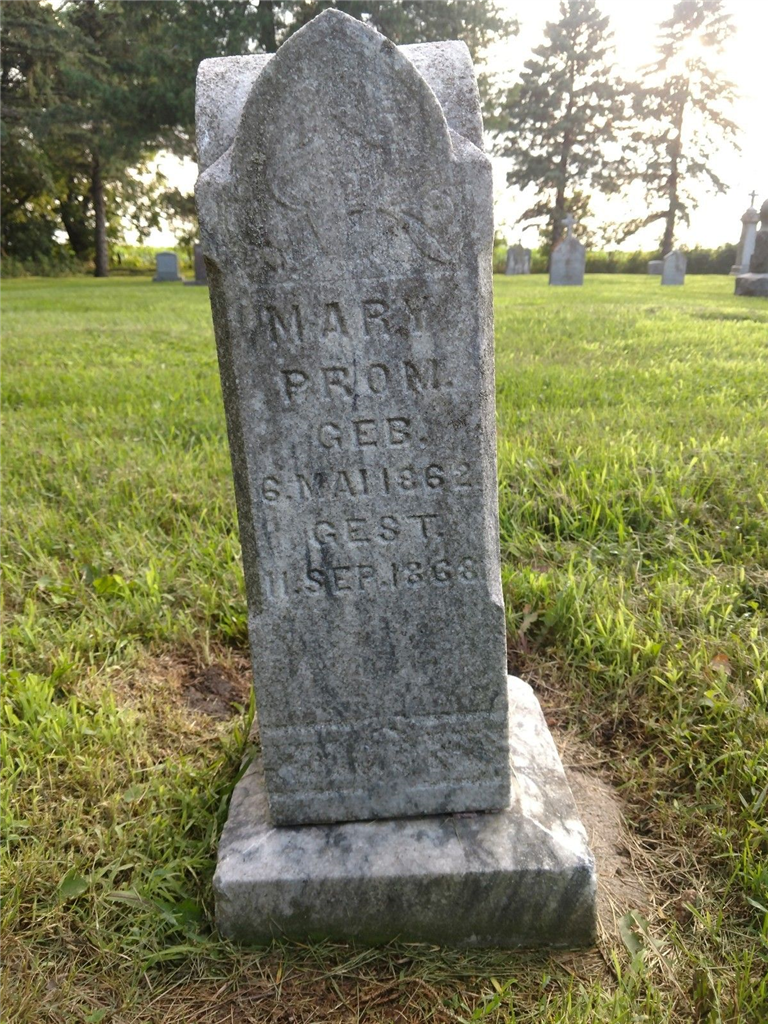 MARY
PROM.
GEB.
6. MAI 1862
GEST.
11. SEP. 1868